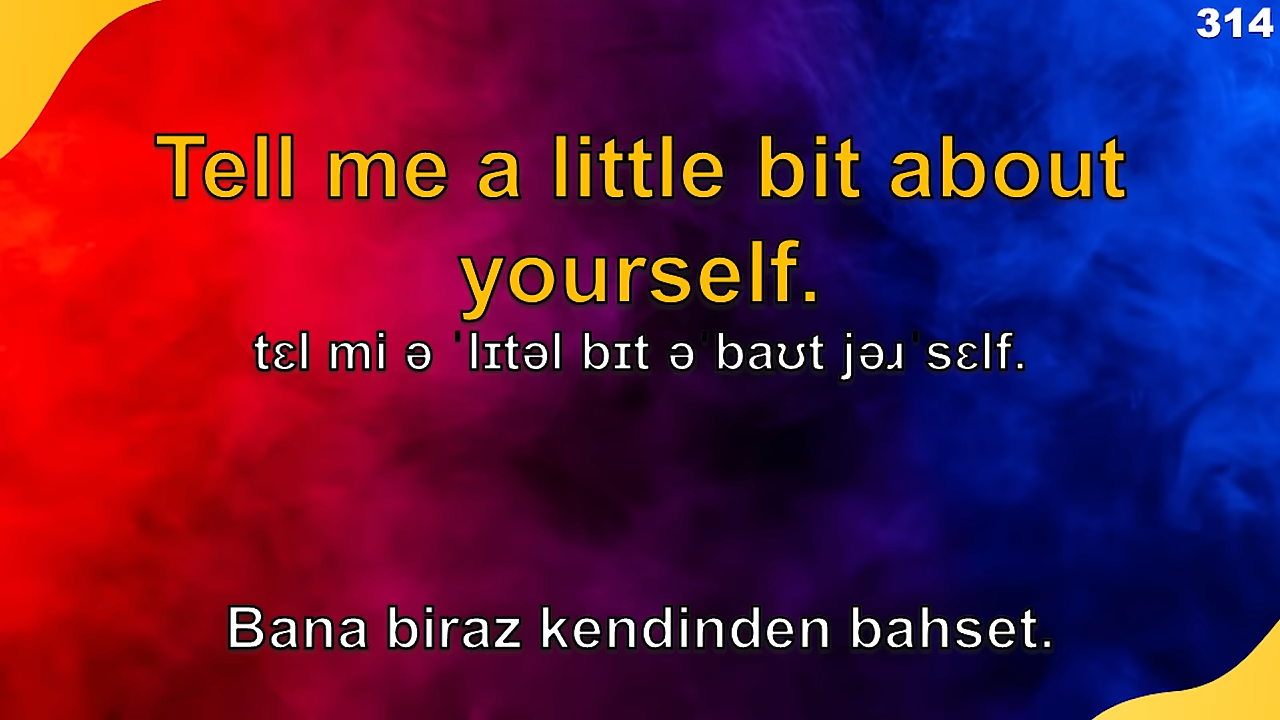 314
Tell me a little bit about
yourself.
tɛl mi ə ˈlɪtəl bɪt əˈbaʊt jəɹˈsɛlf.
Bana biraz kendinden bahset.